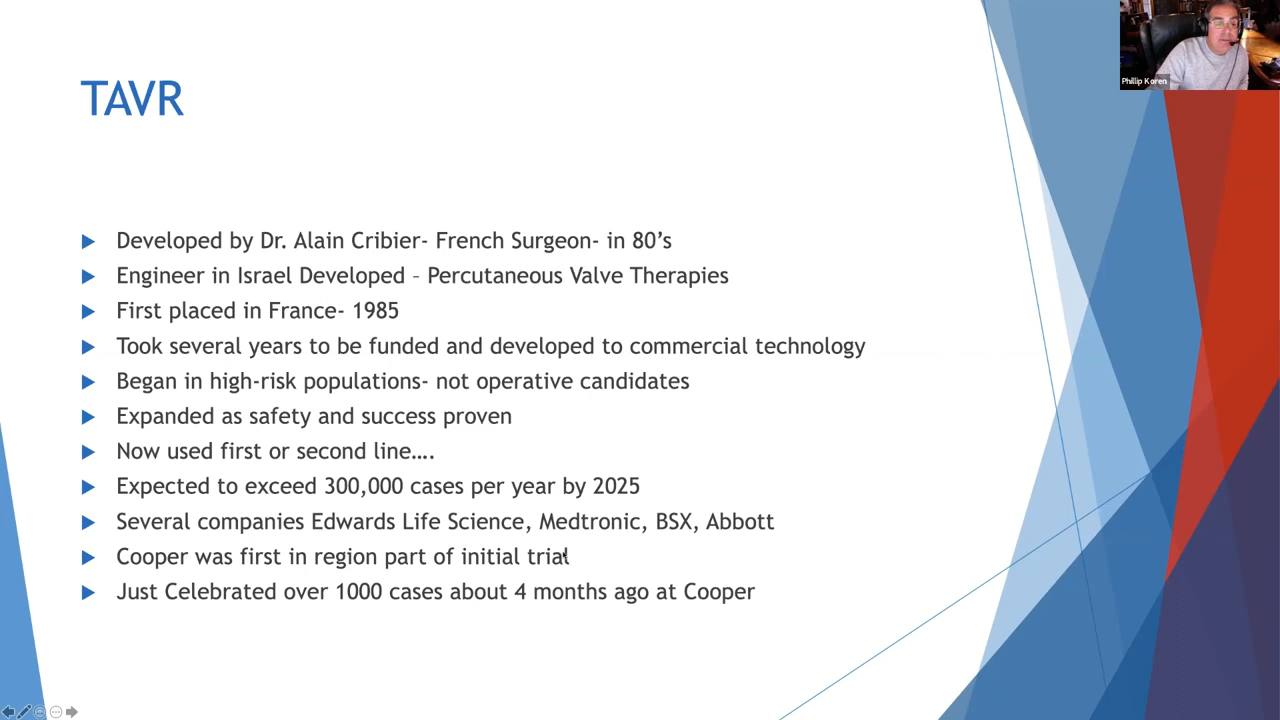 Phillip Koren
TAVR
Developed by Dr. Alain Cribier- French Surgeon- in 80’s
Engineer in Israel Developed – Percutaneous Valve Therapies
First placed in France- 1985
Took several years to be funded and developed to commercial technology
Began in high-risk populations- not operative candidates
Expanded as safety and success proven
Now used first or second line….
Expected to exceed 300,000 cases per year by 2025
Several companies Edwards Life Science, Medtronic, BSX, Abbott
Cooper was first in region part of initial trial
Just Celebrated over 1000 cases about 4 months ago at Cooper